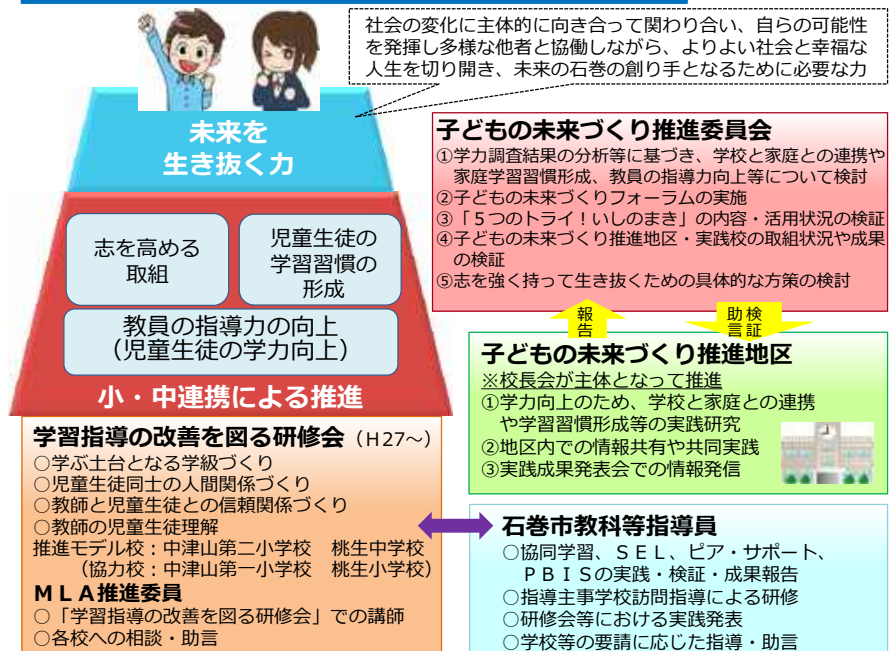 社会の変化に主体的に向き合って関わり合い、自らの可能性
を発揮し多様な他者と協働しながら、よりよい社会と幸福な
人生を切り開き、未来の石巻の創り手となるために必要な力
未来を
生き抜く力
志を高める
取組
児童生徒の
学習習慣の
形成
教員の指導力の向上
（児童生徒の学力向上）
小・中連携による推進
子どもの未来づくり推進委員会
①学力調査結果の分析等に基づき、学校と家庭との連携や
家庭学習習慣形成、教員の指導力向上等について検討
②子どもの未来づくりフォーラムの実施
③「５つのトライ！いしのまき」の内容・活用状況の検証
④子どもの未来づくり推進地区・実践校の取組状況や成果
の検証
⑤志を強く持って生き抜くための具体的な方策の検討
報告
助言
検証
子どもの未来づくり推進地区
※校長会が主体となって推進
①学力向上のため、学校と家庭との連携
や学習習慣形成等の実践研究
②地区内での情報共有や共同実践
③実践成果発表会での情報発信
学習指導の改善を図る研修会（H27～）
○学ぶ土台となる学級づくり
○児童生徒同士の人間関係づくり
○教師と児童生徒との信頼関係づくり
○教師の児童生徒理解
推進モデル校：中津山第二小学校　桃生中学校
（協力校：中津山第一小学校　桃生小学校）
ＭＬＡ推進委員
○「学習指導の改善を図る研修会」での講師
○各校への相談・助言
石巻市教科等指導員
○協同学習、ＳＥＬ、ピア・サポート、
ＰＢＩＳの実践・検証・成果報告
○指導主事学校訪問指導による研修
○研修会等における実践発表
○学校等の要請に応じた指導・助言